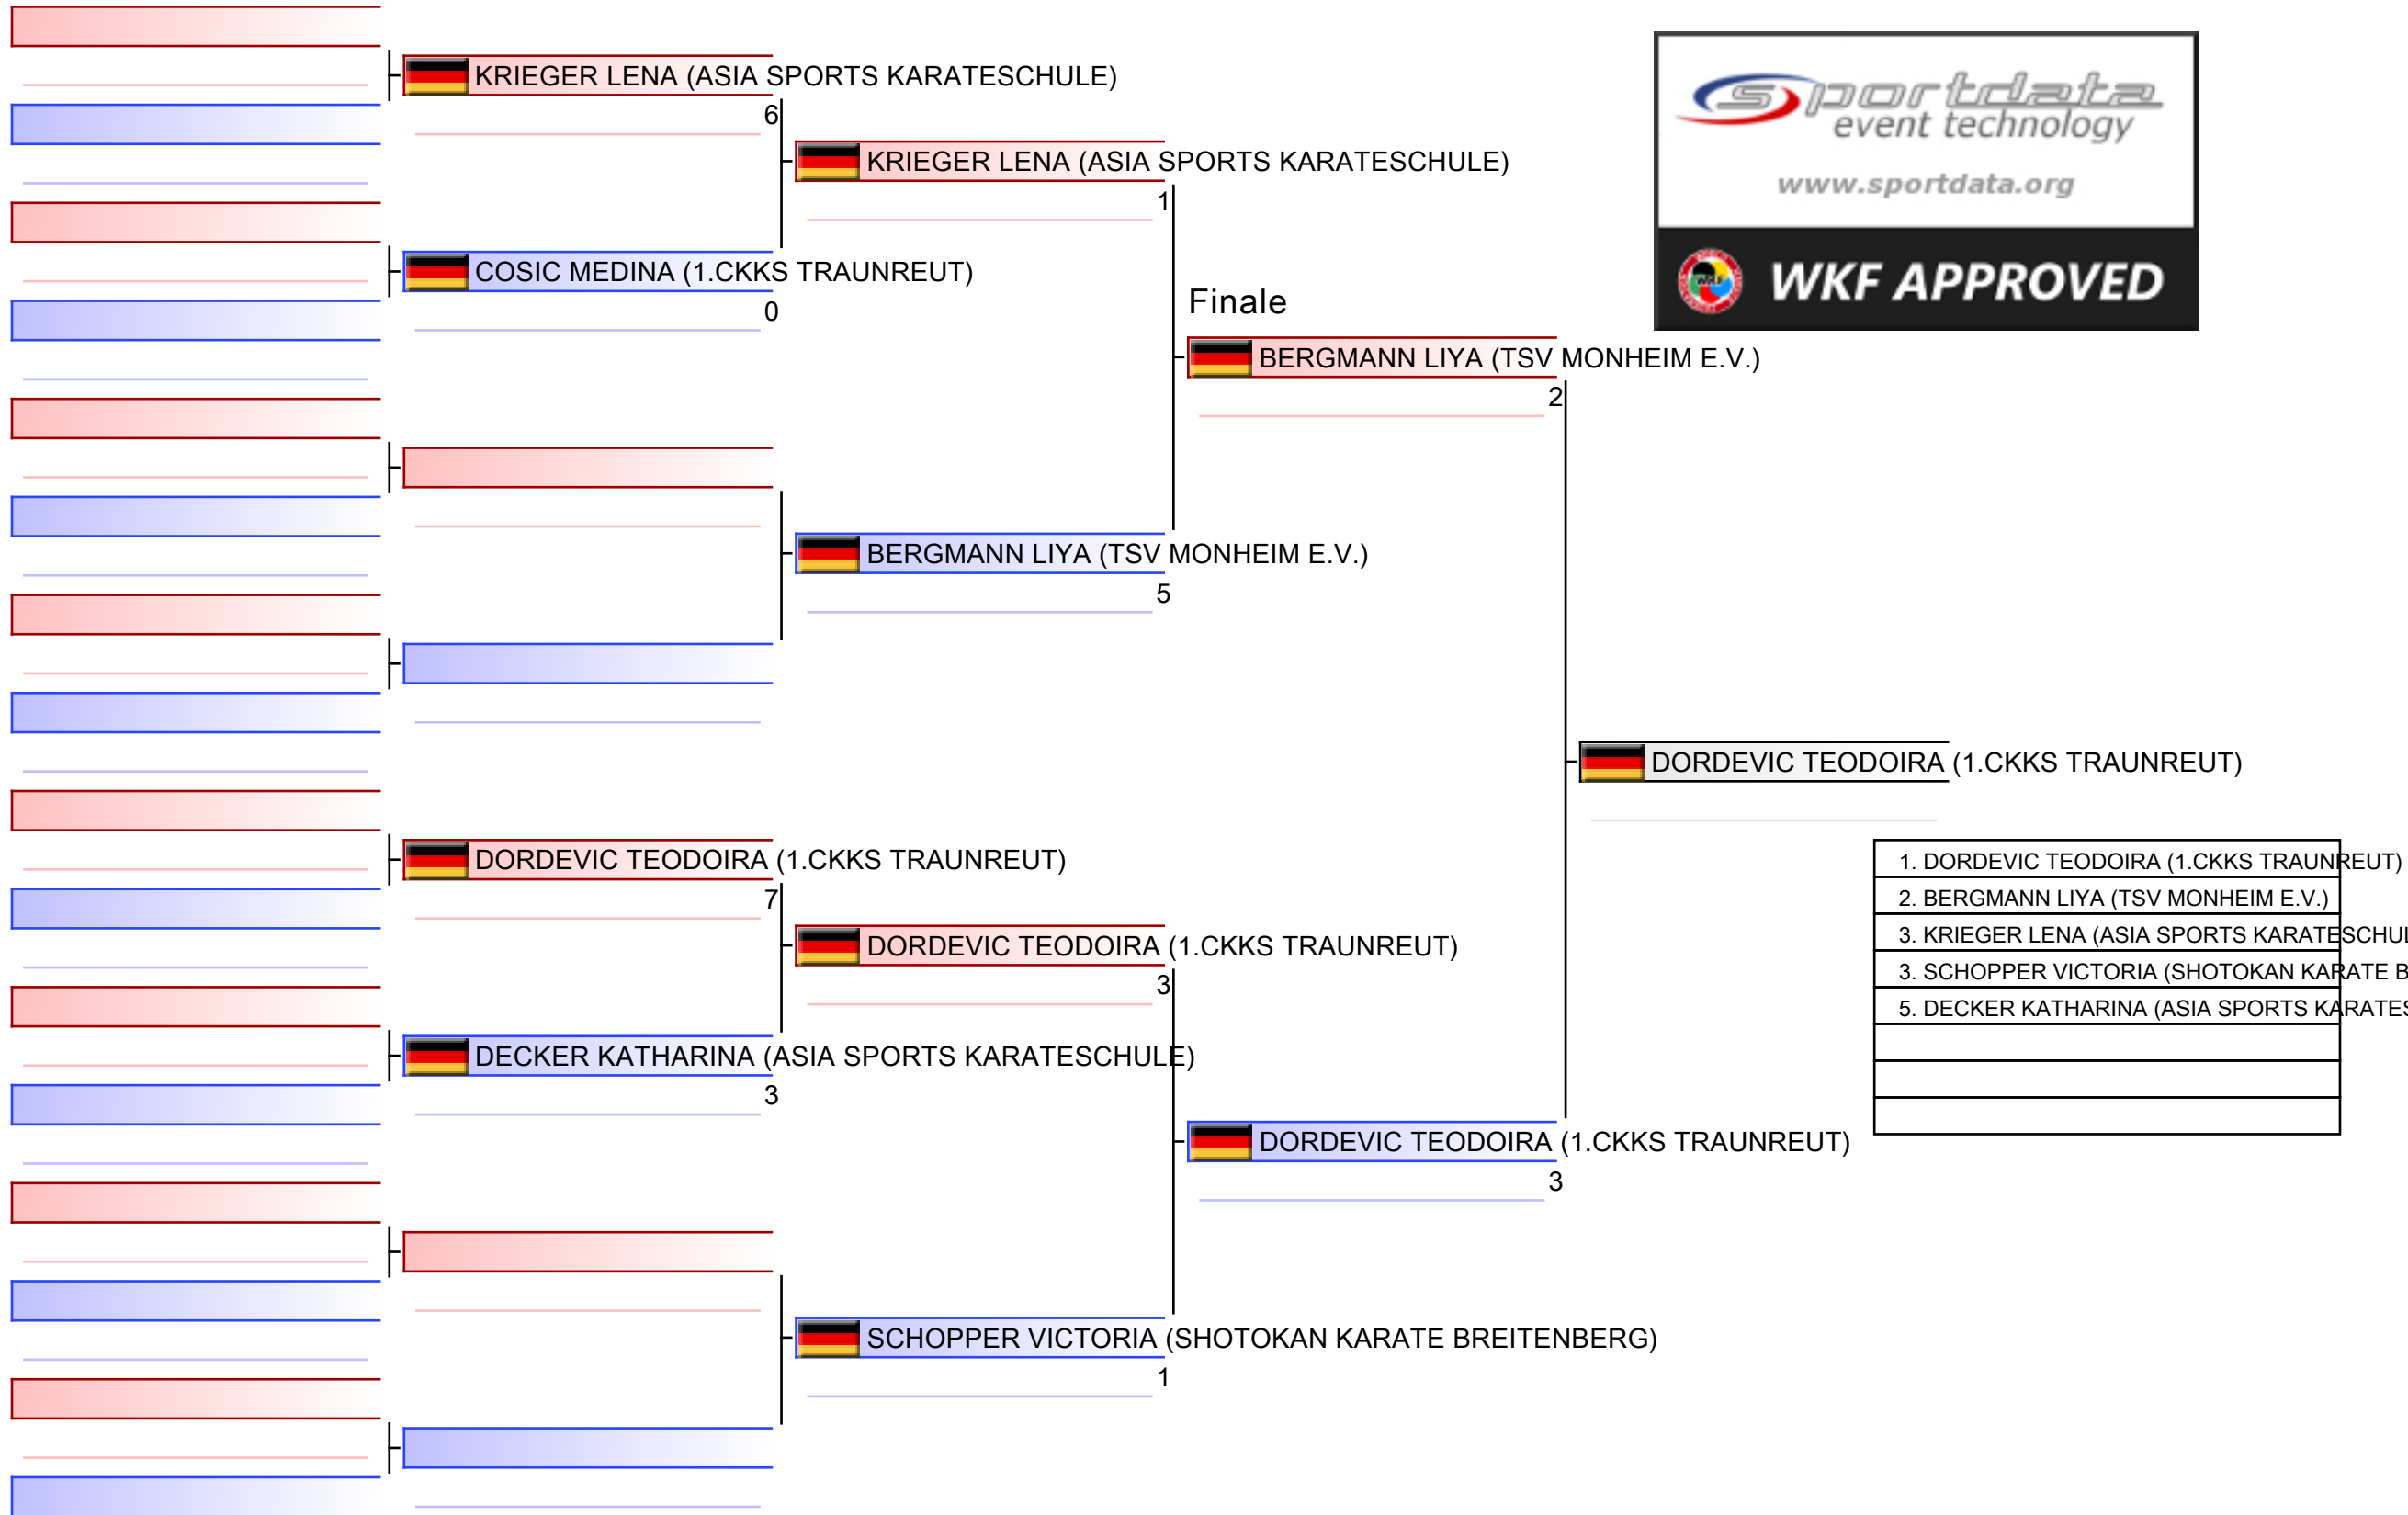 KRIEGER LENA (ASIA SPORTS KARATESCHULE)
6
COSIC MEDINA (1.CKKS TRAUNREUT)
0
DORDEVIC TEODOIRA (1.CKKS TRAUNREUT)
7
DECKER KATHARINA (ASIA SPORTS KARATESCHULE)
3
KRIEGER LENA (ASIA SPORTS KARATESCHULE)
1
BERGMANN LIYA (TSV MONHEIM E.V.)
5
DORDEVIC TEODOIRA (1.CKKS TRAUNREUT)
3
SCHOPPER VICTORIA (SHOTOKAN KARATE BREITENBERG)
1
Finale
BERGMANN LIYA (TSV MONHEIM E.V.)
2
DORDEVIC TEODOIRA (1.CKKS TRAUNREUT)
3
DORDEVIC TEODOIRA (1.CKKS TRAUNREUT)
sportdata
event technology
www.sportdata.org
WKF APPROVED
1. DORDEVIC TEODOIRA (1.CKKS TRAUNREUT)
2. BERGMANN LIYA (TSV MONHEIM E.V.)
3. KRIEGER LENA (ASIA SPORTS KARATESCHUL
3. SCHOPPER VICTORIA (SHOTOKAN KARATE B
5. DECKER KATHARINA (ASIA SPORTS KARATES